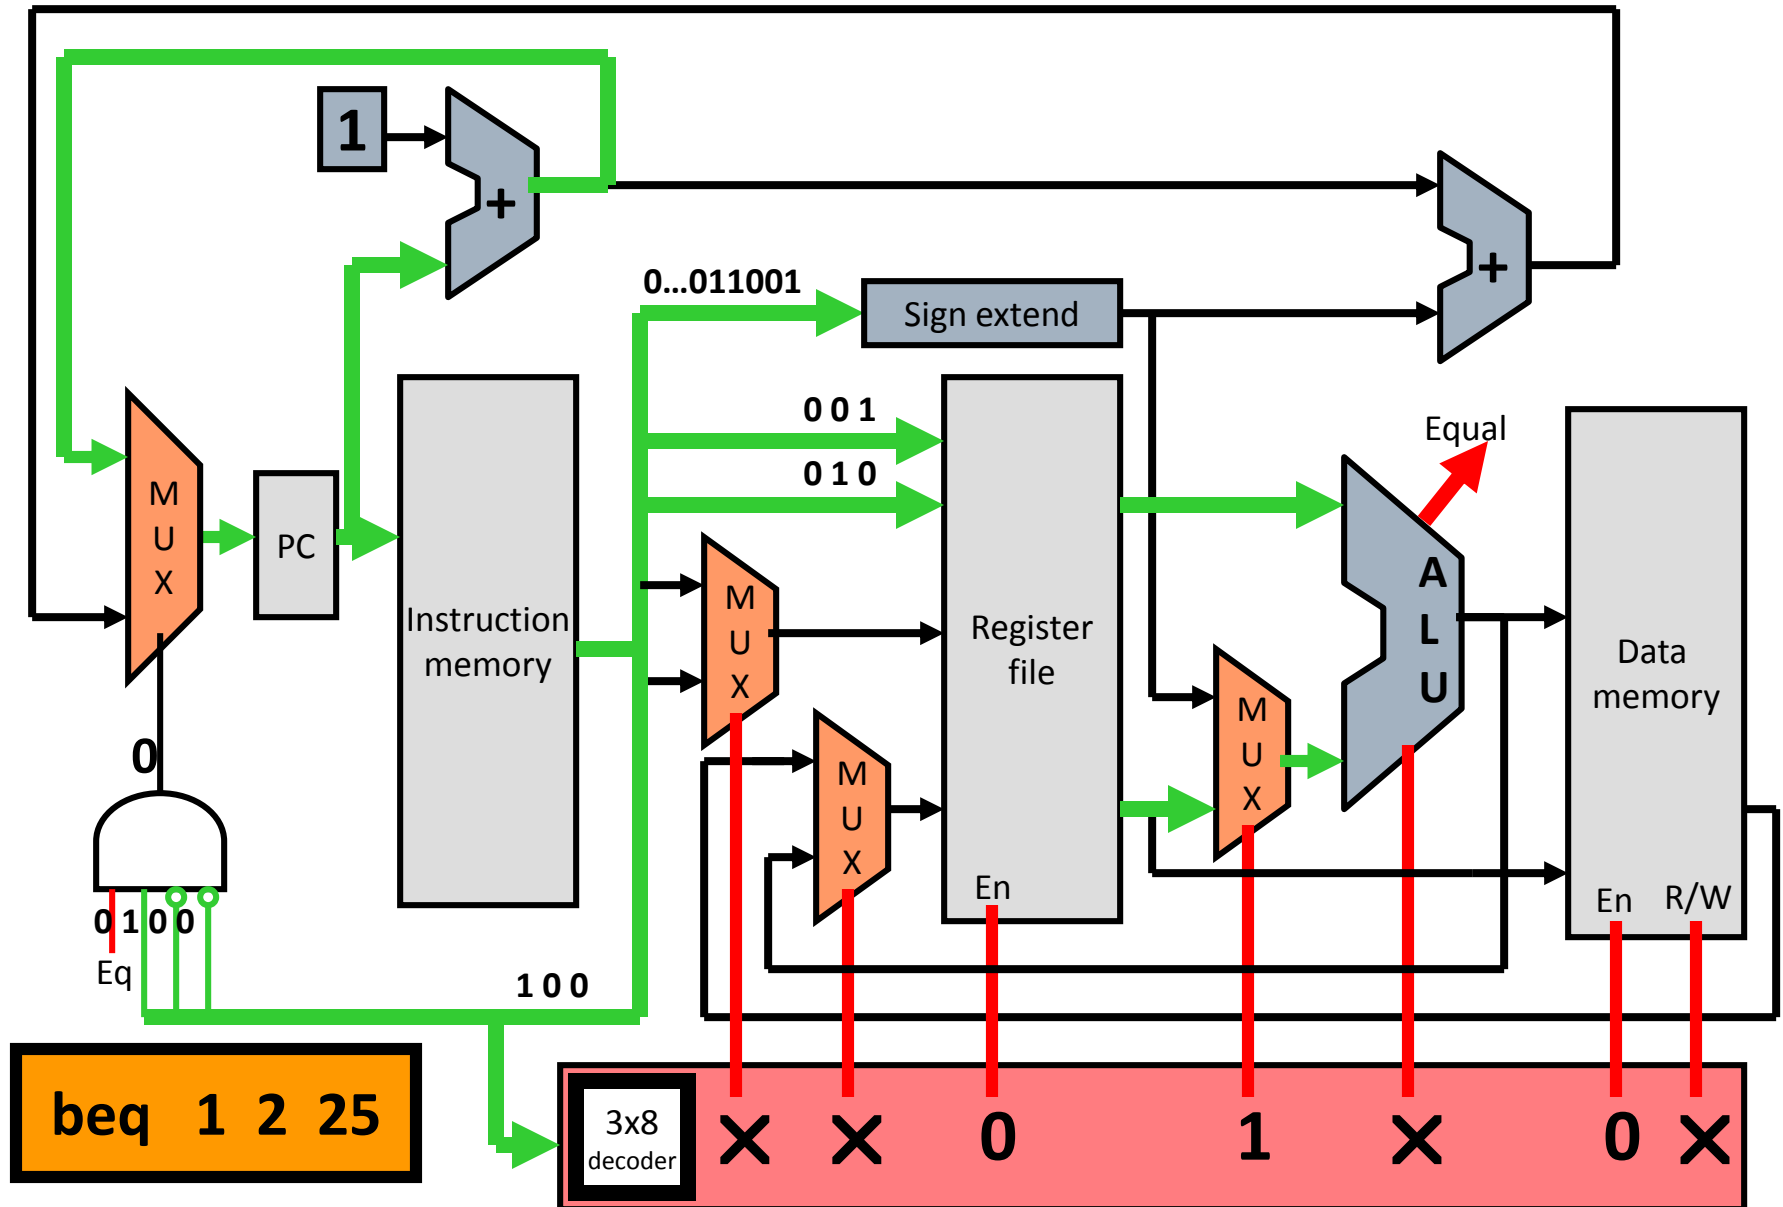 1
+
+
0...011001
Sign extend
0 0 1
0 1 0
Equal
M
U
X
PC
Instruction
memory
M
U
X
Register
file
A
L
U
Data
memory
M
U
X
M
U
X
0
En
En
R/W
0 1 0 0
Eq
1 0 0
beq 1 2 25
3x8
decoder
X X 0 1 X 0 X